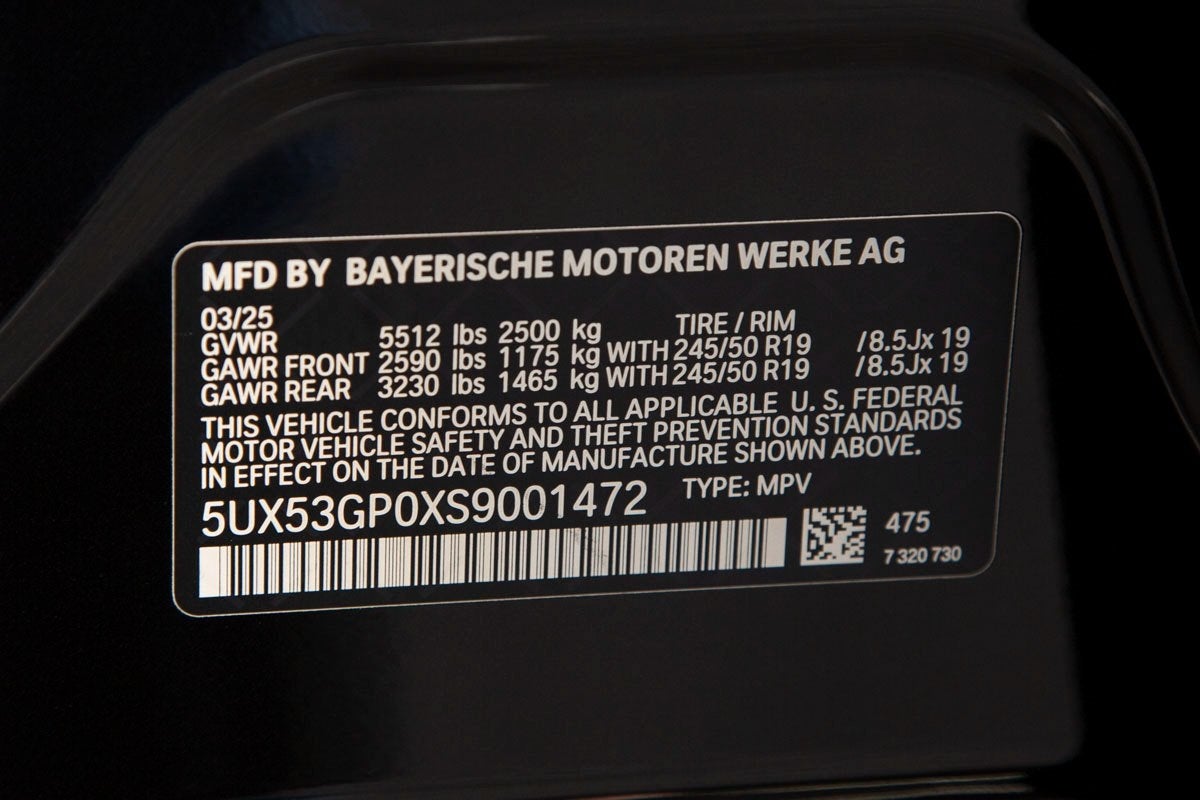 MFD BY BAYERISCHE MOTOREN WERKE AG
03/25 TIRE / RIM
GVWR 5512 lbs 2500 kg
GAWR FRONT 2590 lbs 1175 kg WITH 245/50 R19 /8.5Jx 19
GAWR REAR 3230 lbs 1465 kg WITH 245/50 R19 /8.5Jx 19
THIS VEHICLE CONFORMS TO ALL APPLICABLE U. S. FEDERAL
MOTOR VEHICLE SAFETY AND THEFT PREVENTION STANDARDS
IN EFFECT ON THE DATE OF MANUFACTURE SHOWN ABOVE.
5UX53GP0XS9001472 TYPE: MPV
475
7 320 730